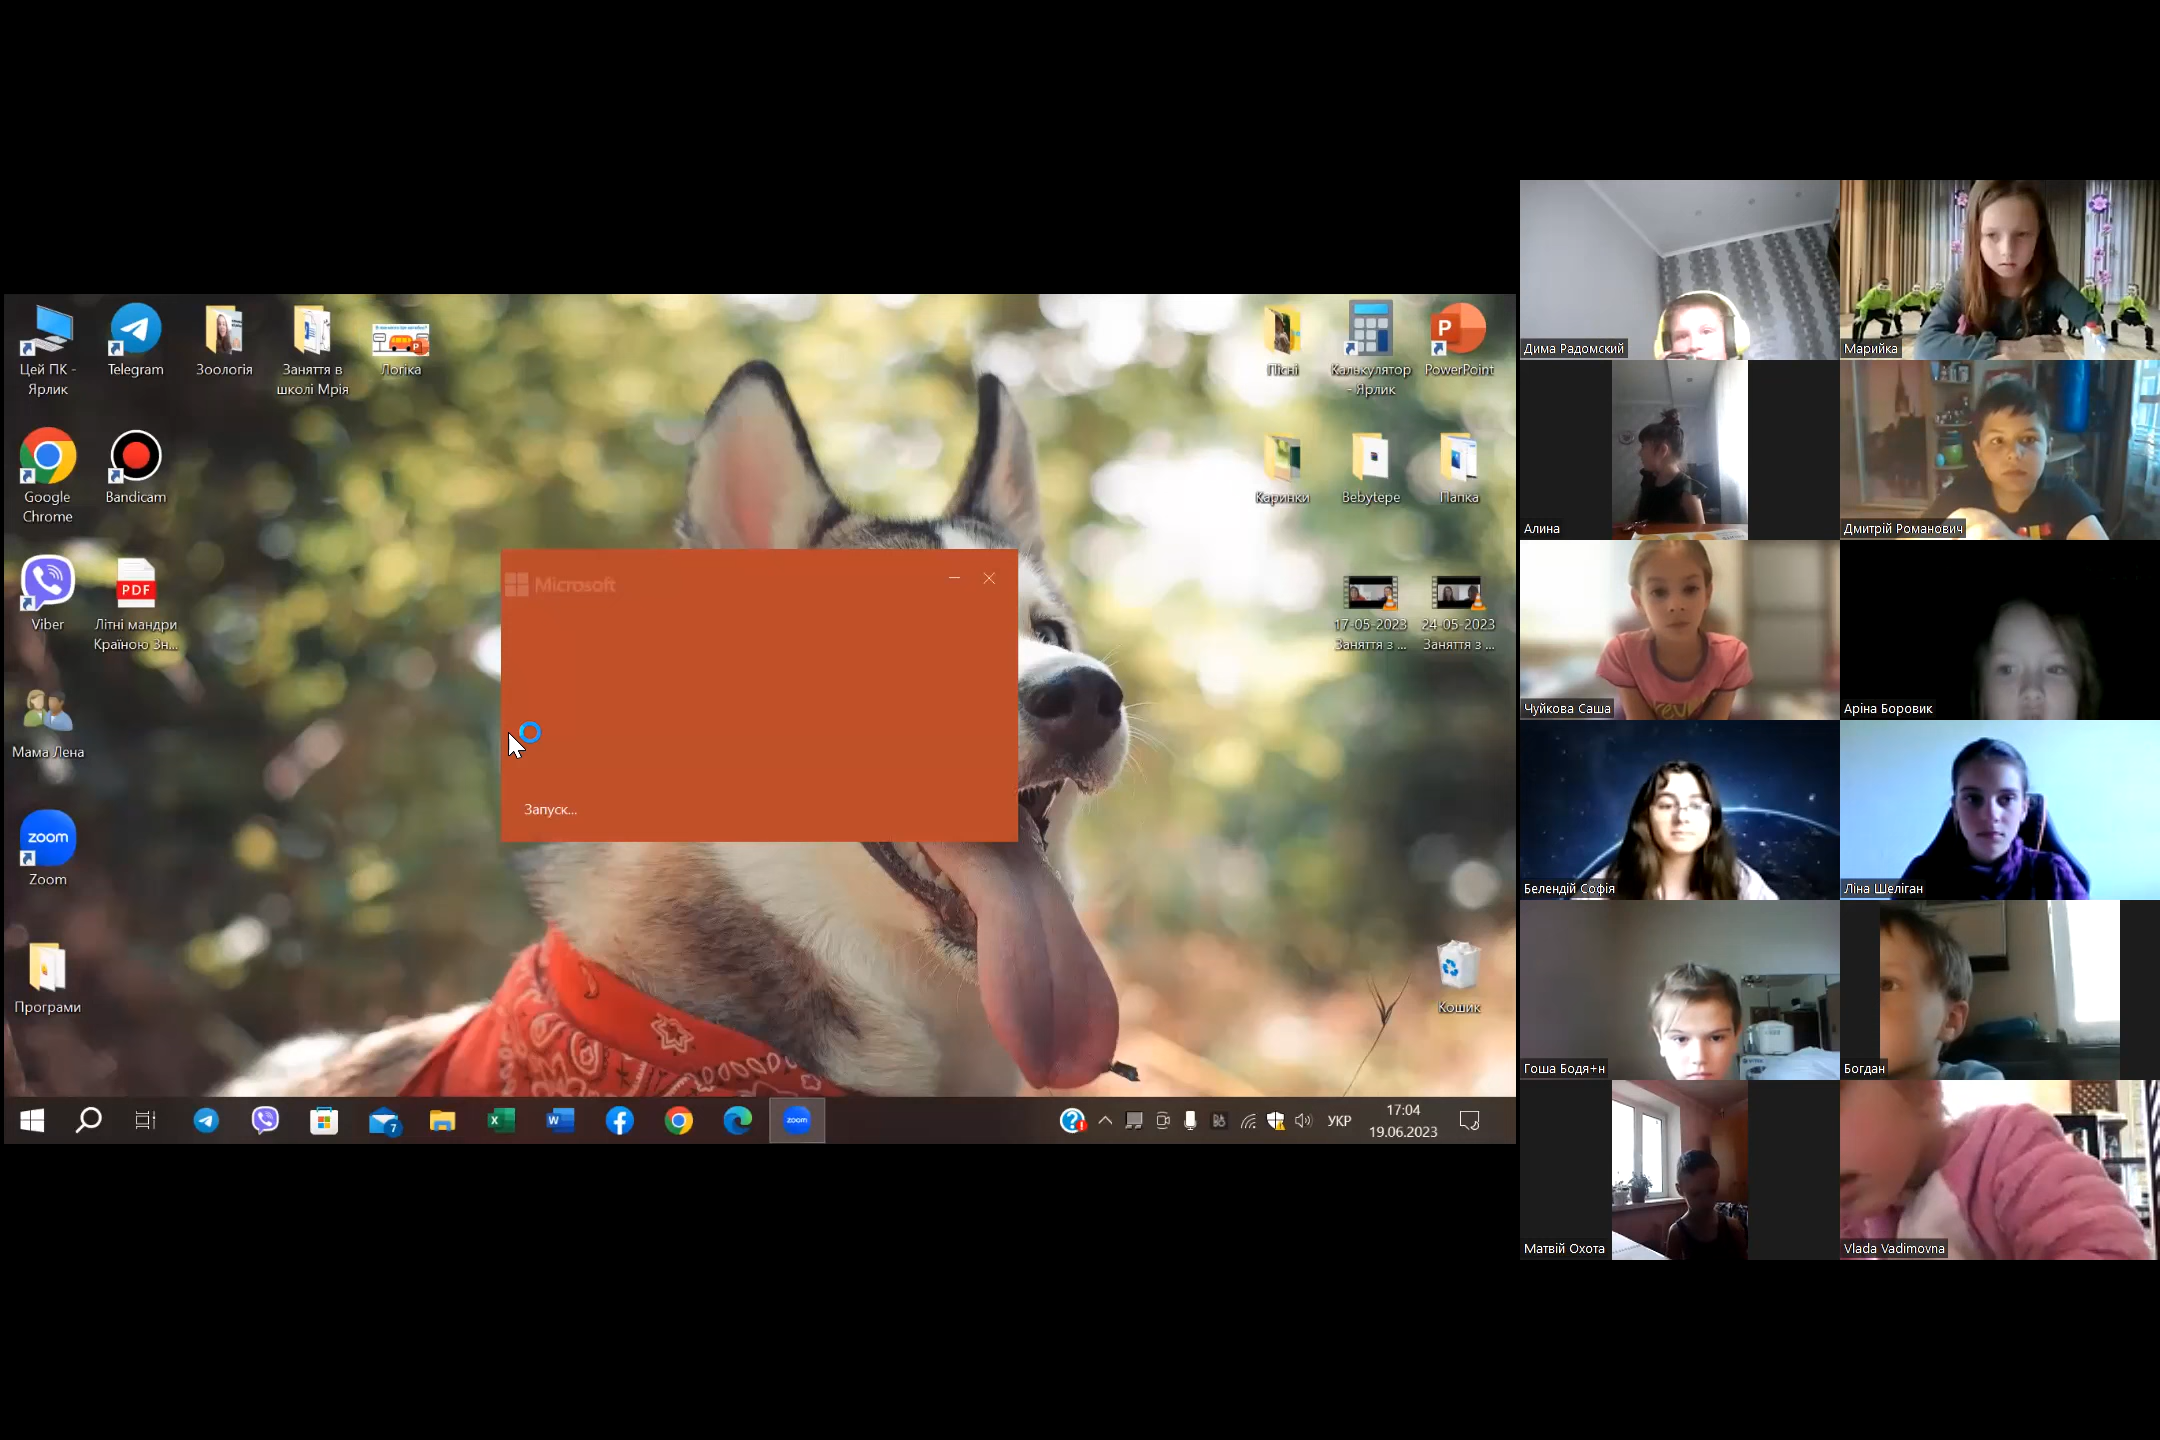 Цей ПК -
Ярлик
Telegram
Зоологія
Заняття в
школі Мрія
Логіка
Пісні
Калькулятор
- Ярлик
PowerPoint
Google
Chrome
Bandicam
Каринки
Bebytepe
Папка
Viber
PDF
Літні мандри
Країною Зн...
17-05-2023
Заняття з ...
24-05-2023
Заняття з ...
Microsoft
Запуск...
Мама Лена
zoom
Zoom
Програми
Кошик
7
zoom
УКР
17:04
19.06.2023
Дима Радомский
Марийка
Алина
Дмитрій Романович
Чуйкова Саша
Аріна Боровик
Белендій Софія
Ліна Шеліган
Гоша Бодя+н
Богдан
Матвій Охота
Vlada Vadimovna